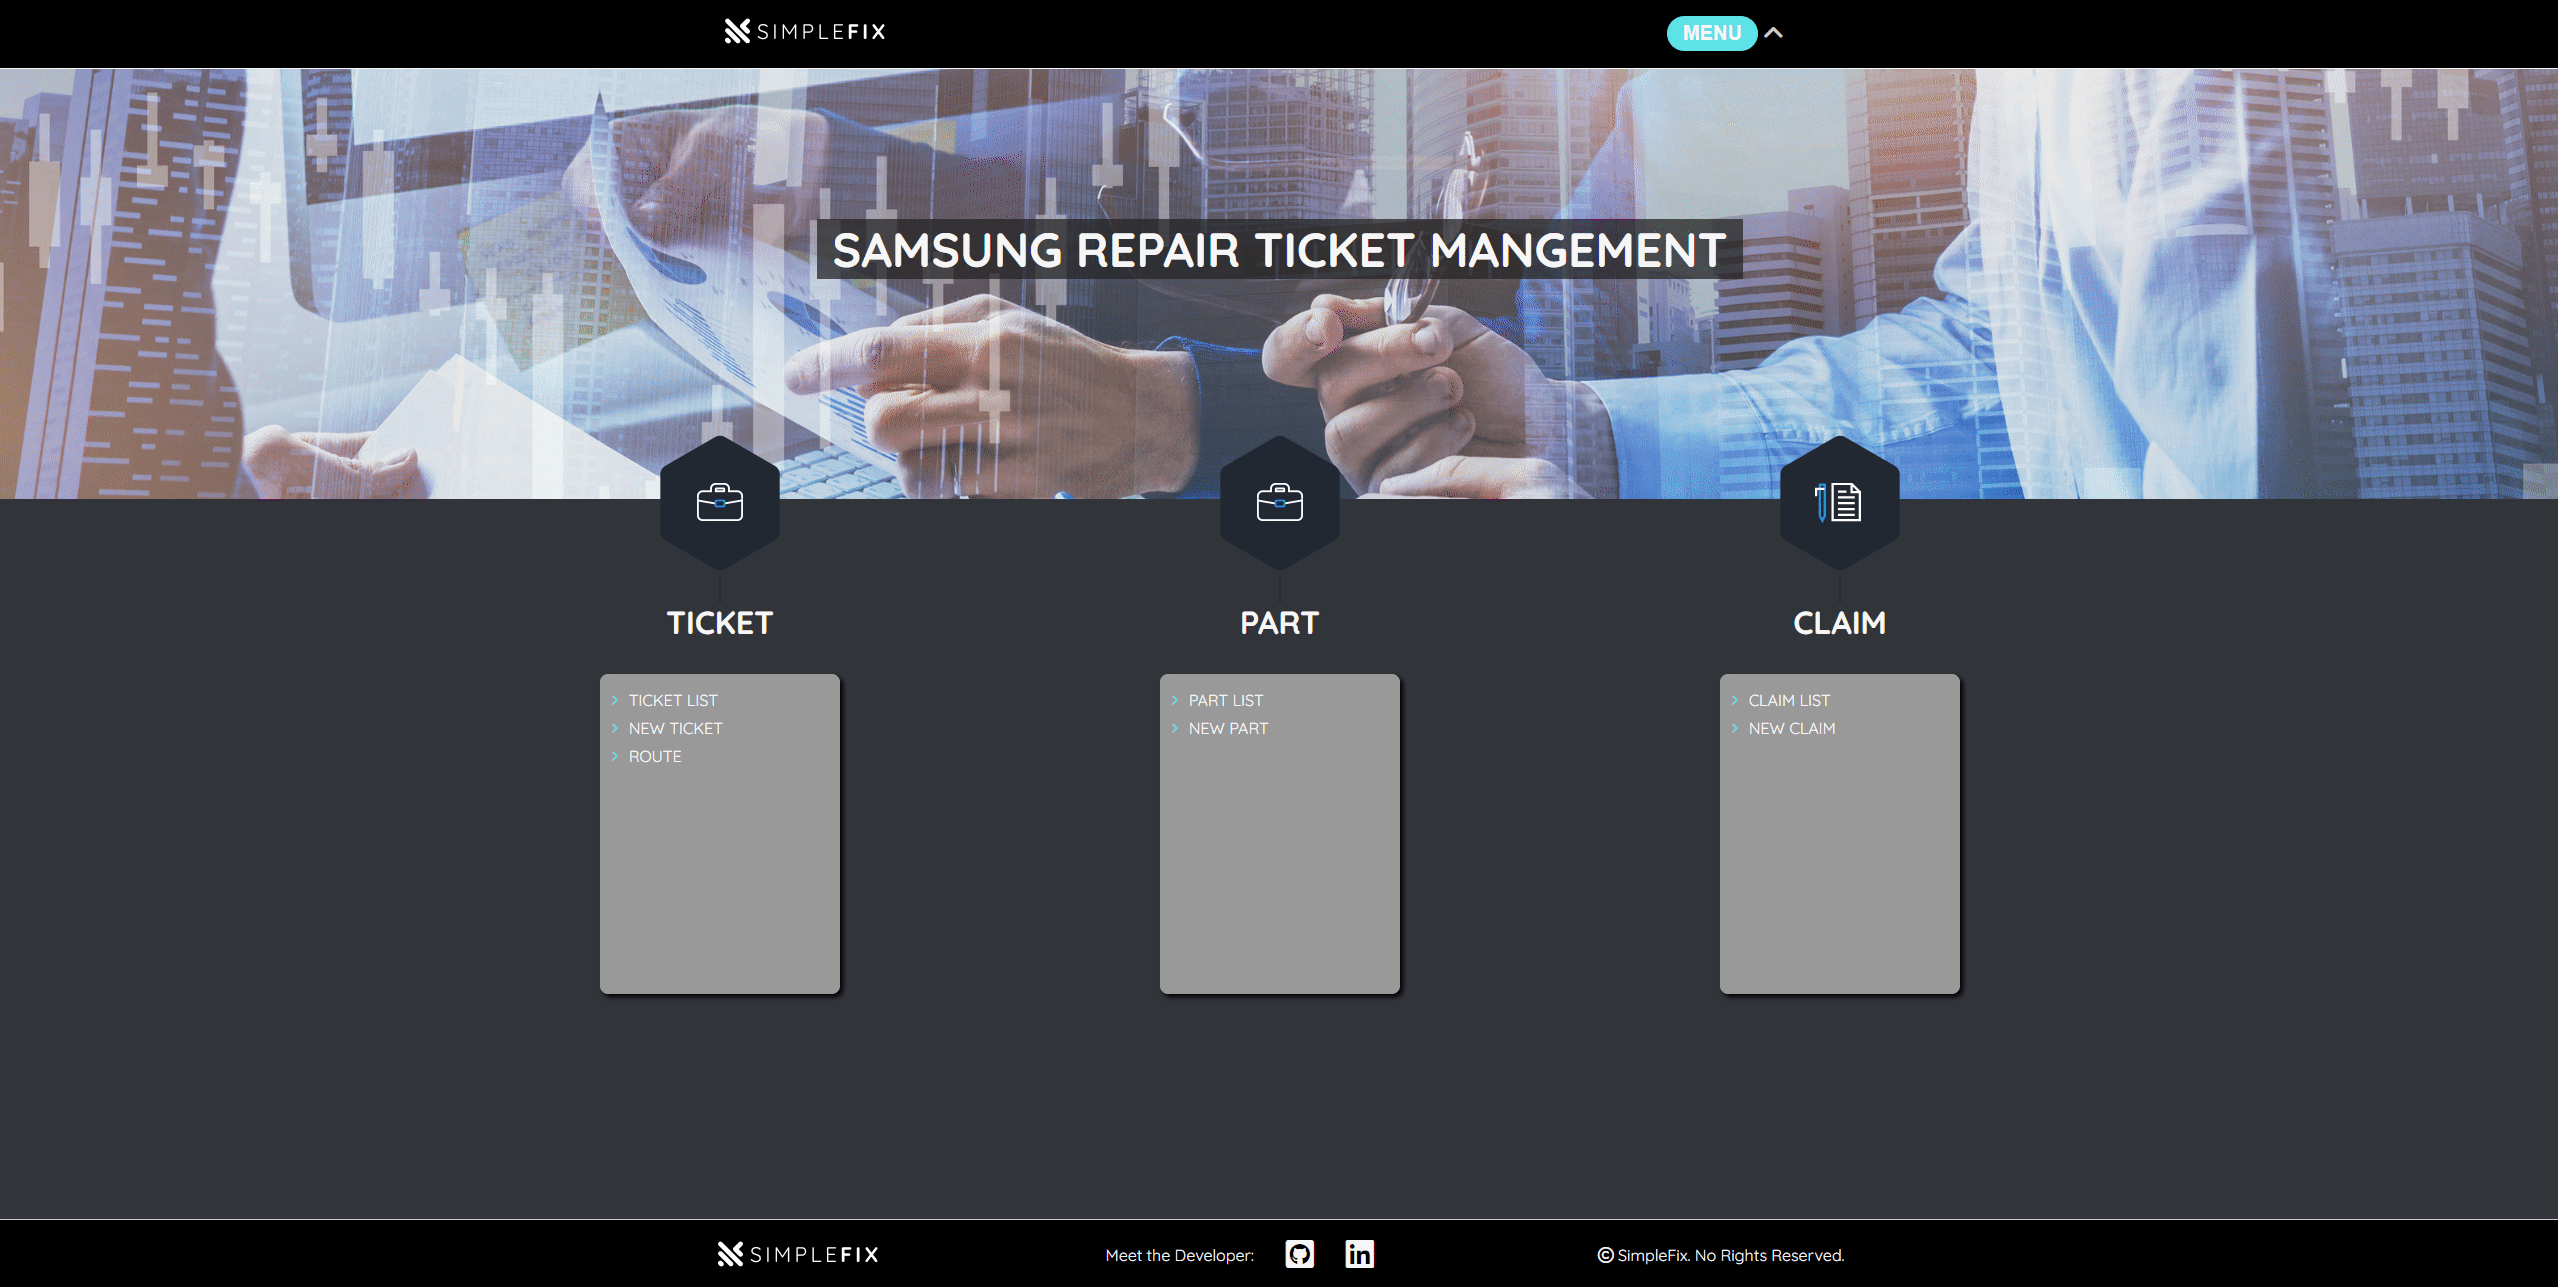 SIMPLEFIX
MENU
SAMSUNG REPAIR TICKET MANGEMENT
TICKET
TICKET LIST
NEW TICKET
ROUTE
PART
PART LIST
NEW PART
CLAIM
CLAIM LIST
NEW CLAIM
SIMPLEFIX
Meet the Developer:
in
© SimpleFix. No Rights Reserved.